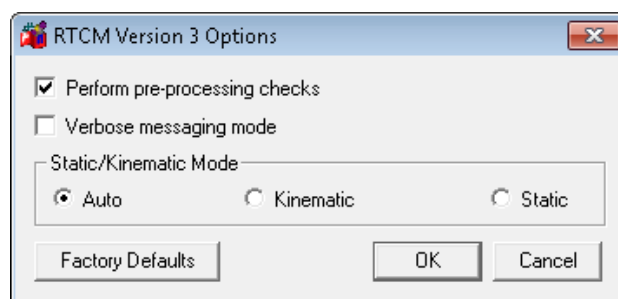 RTCM Version 3 Options
Perform pre-processing checks
Verbose messaging mode
Static/Kinematic Mode
Auto Kinematic Static
Factory Defaults OK Cancel